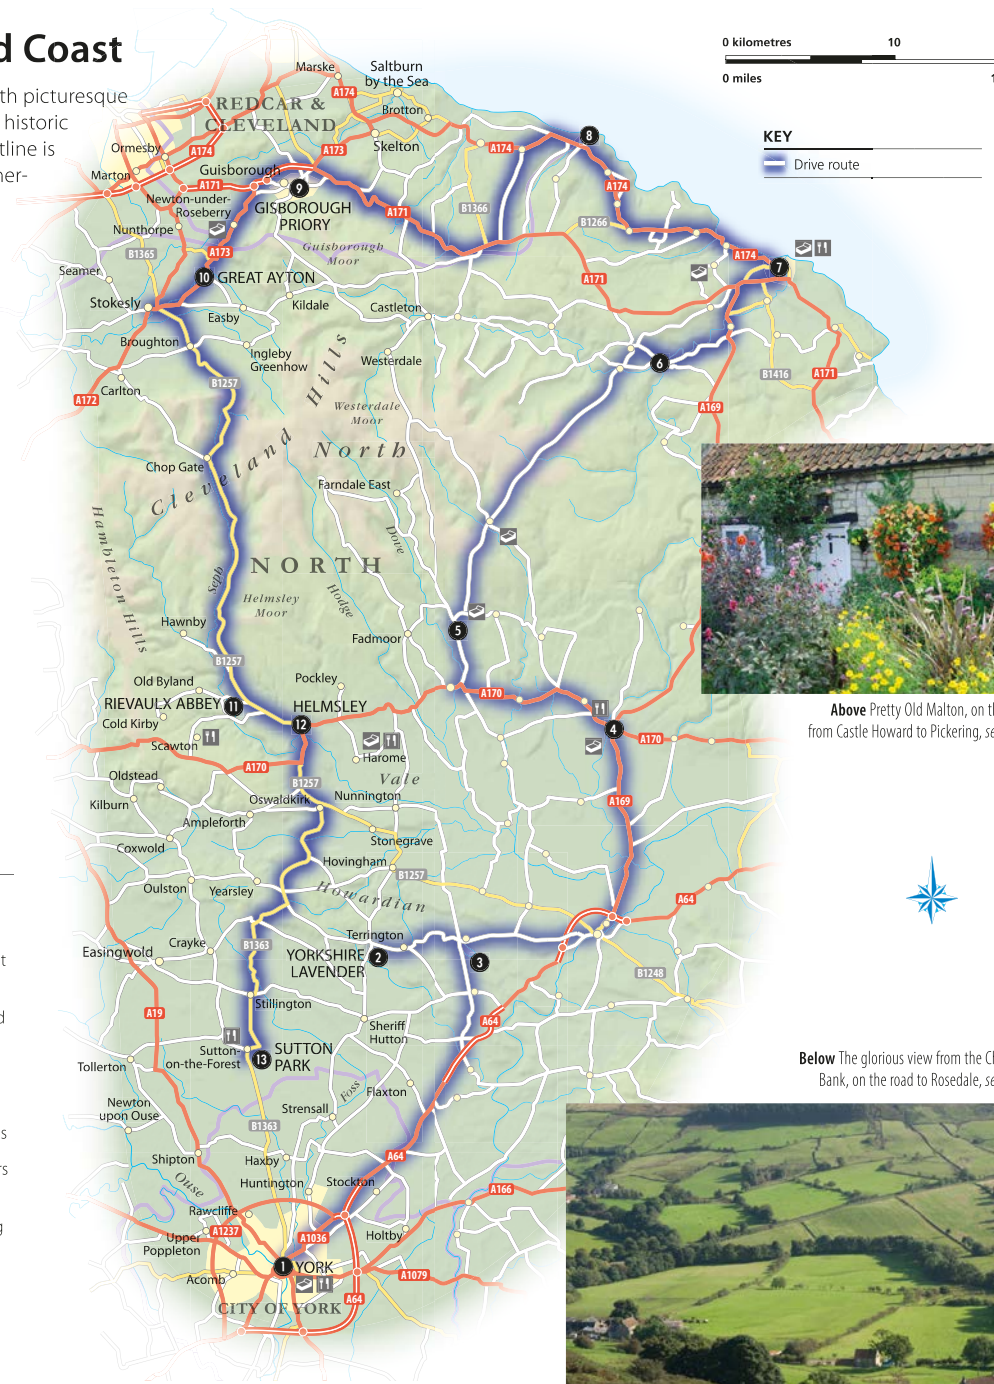 d Coast
th picturesque
historic
tline is
ner-
0 kilometres 10
0 miles 1
KEY
Drive route
Marske
Saltburn
by the Sea
A174
REDCAR &
CLEVELAND
Brotton
8
Ormesby
A174
A173
Skelton
A174
Marton
Guisborough
A171
9
A174
Newton-under-
Roseberry
GISBOROUGH
PRIORY
A171
B1366
B1266
Nunthorpe
B1365
A173
Guisborough
Moor
A174
7
Seamer
10
GREAT AYTON
A171
Stokesly
Easby
Kildale
Castleton
Broughton
Ingleby
Greenhow
Westerdale
6
B1257
B1416
A171
Carlton
A172
Westerdale
Moor
A169
Cleveland Hills
North
Chop Gate
Farndale East
Hambleton Hills
Dove
NORTH
Seph
Hodge
Helmsley
Moor
Hawnby
5
Fadmoor
B1257
Old Byland
Pockley
A170
RIEVAULX ABBEY
11
HELMSLEY
Cold Kirby
12
4
A170
Scawton
Harome
A170
Oldstead
B1257
Vale
Kilburn
Oswaldkirk
Nunnington
A169
Ampleforth
Stonegrave
Coxwold
Hovingham
B1257
Oulston
Yearsley
Howardian
A64
Above Pretty Old Malton, on th
from Castle Howard to Pickering, se
Crayke
B1363
Terrington
Easingwold
YORKSHIRE
LAVENDER
2
3
t
B1248
Stillington
A19
d
A64
Sheriff
Hutton
Sutton-
on-the-Forest
13
SUTTON
PARK
Tollerton
Below The glorious view from the Ch
Bank, on the road to Rosedale, se
Foss
Flaxton
Newton
upon Ouse
Strensall
B1363
s
Shipton
Haxby
A64
rs
Ouse
Huntington
Stockton
A166
Rawcliffe
g
A1237
A1036
Holtby
Upper
Poppleton
1
YORK
Acomb
A1079
A64
CITY OF YORK